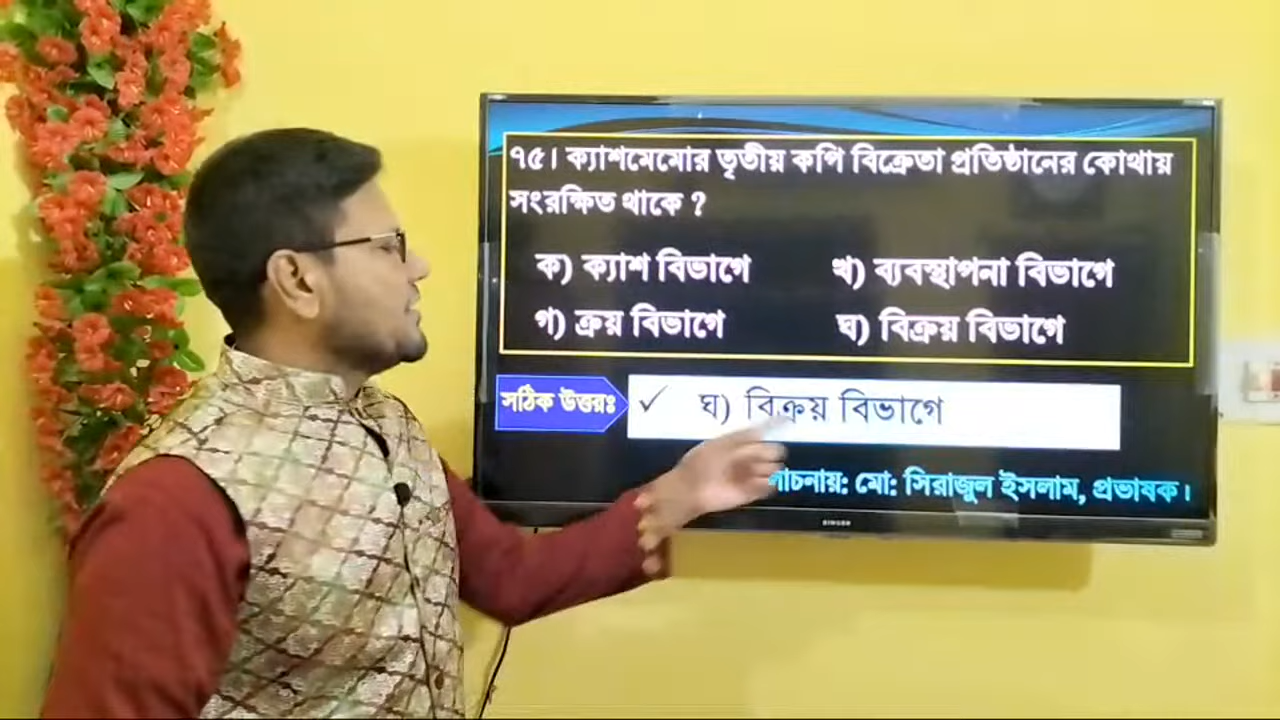 ৭৫। ক্যাশমেমোর তৃতীয় কপি বিক্রেতা প্রতিষ্ঠানের কোথায়
সংরক্ষিত থাকে ?
ক) ক্যাশ বিভাগে খ) ব্যবস্থাপনা বিভাগে
গ) ক্রয় বিভাগে ঘ) বিক্রয় বিভাগে
সঠিক উত্তরঃ ✓ ঘ) বিক্রয় বিভাগে
মো: সিরাজুল ইসলাম, প্রভাষক।
SINGER